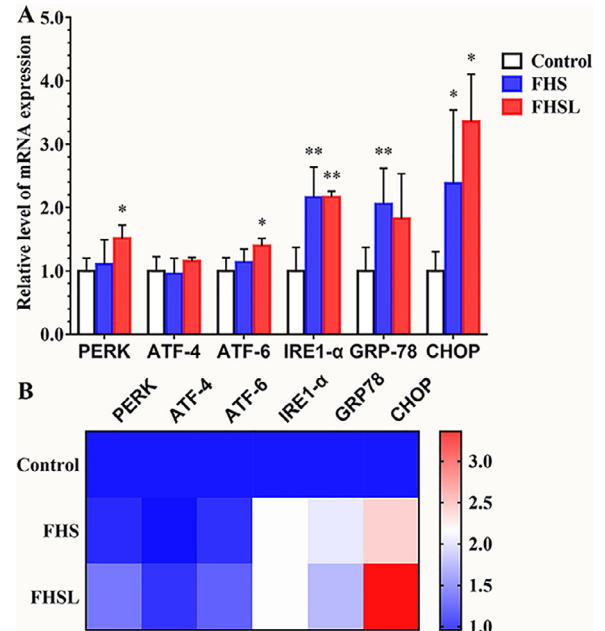 A
Relative level of mRNA expression
5.0
4.0
3.0
2.0
1.0
0.0
Control
FHS
FHSL
*
*
**
**
**
*
*
PERK ATF-4 ATF-6 IRE1-α GRP-78 CHOP
B
PERK ATF-4 ATF-6 IRE1-α GRP78 CHOP
Control
FHS
FHSL
3.0
2.5
2.0
1.5
1.0